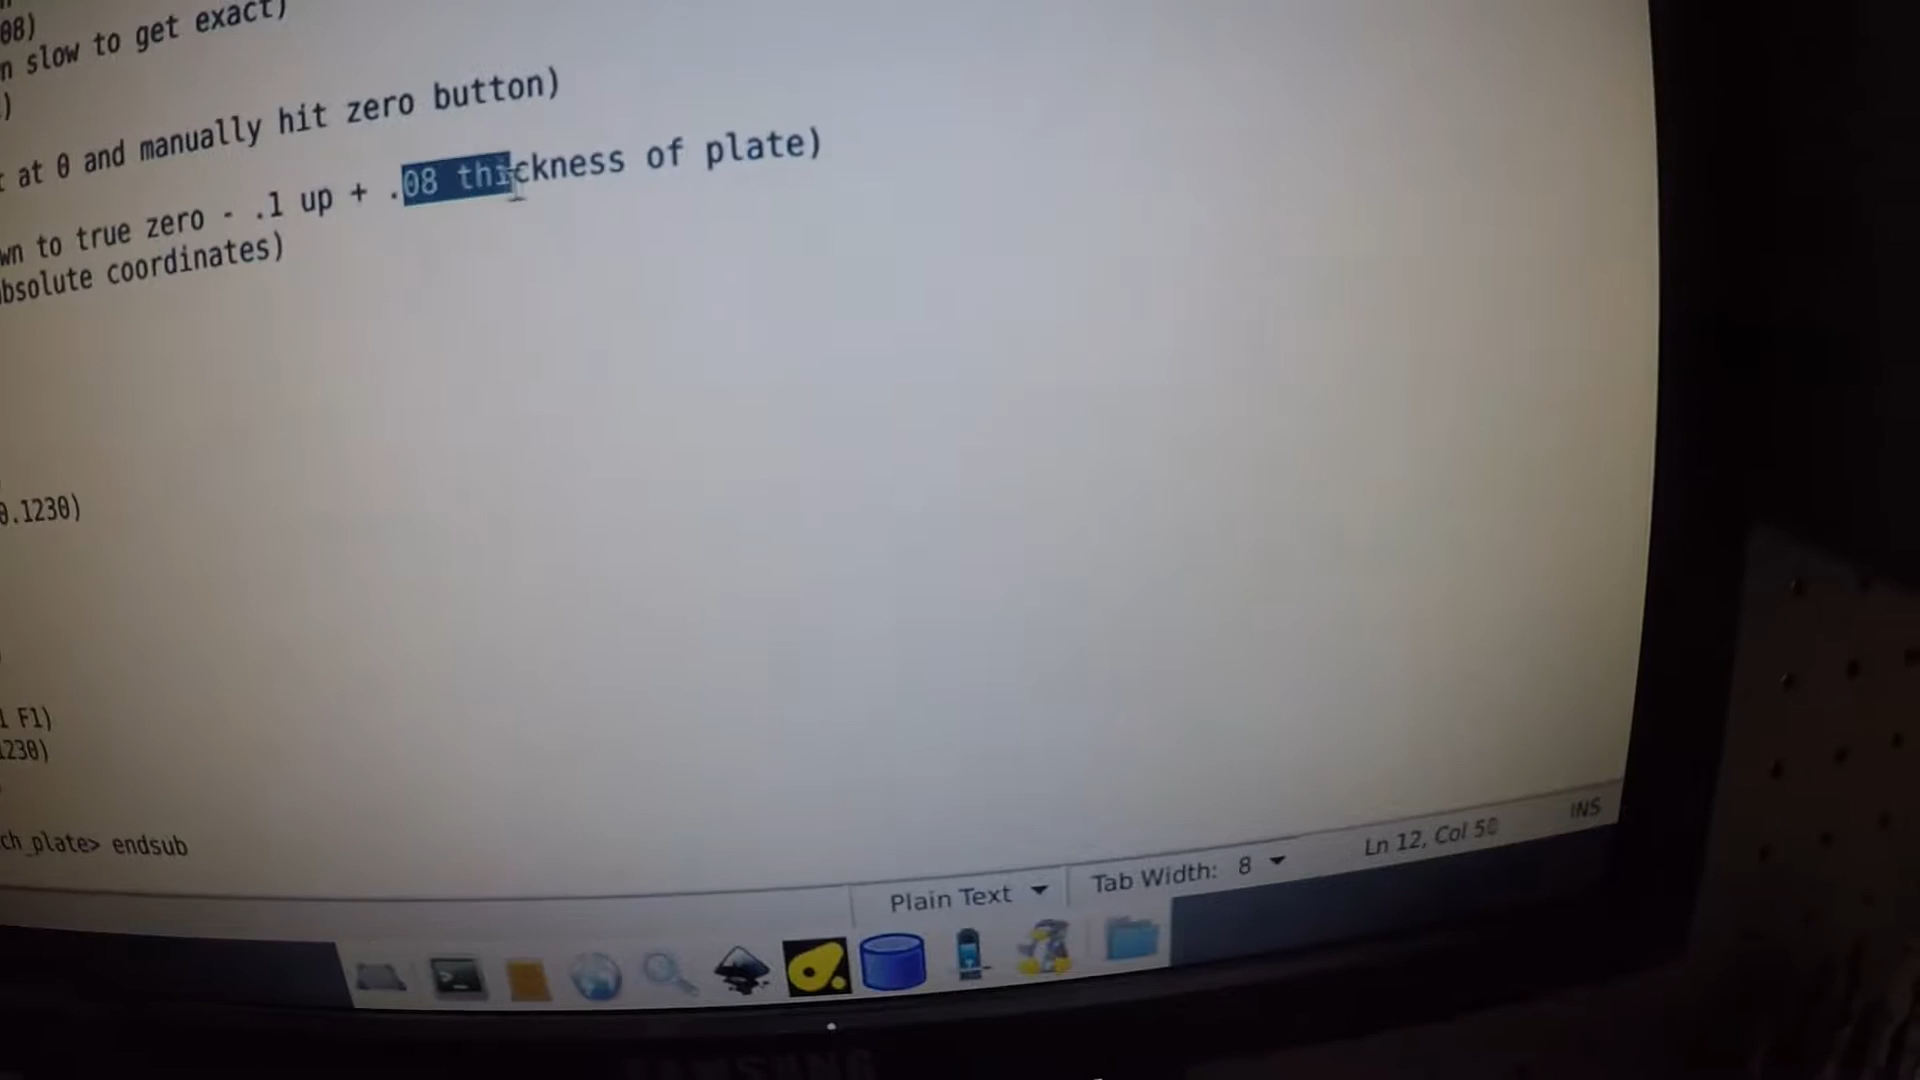 08)
n slow to get exact)
)
t at 0 and manually hit zero button)
wn to true zero - .1 up + .08 thickness of plate)
bsolute coordinates)
0.1230)
)
1 F1)
1230)
ch_plate> endsub
Plain Text Tab Width: 8 Ln 12, Col 50 INS
SAMSUNG